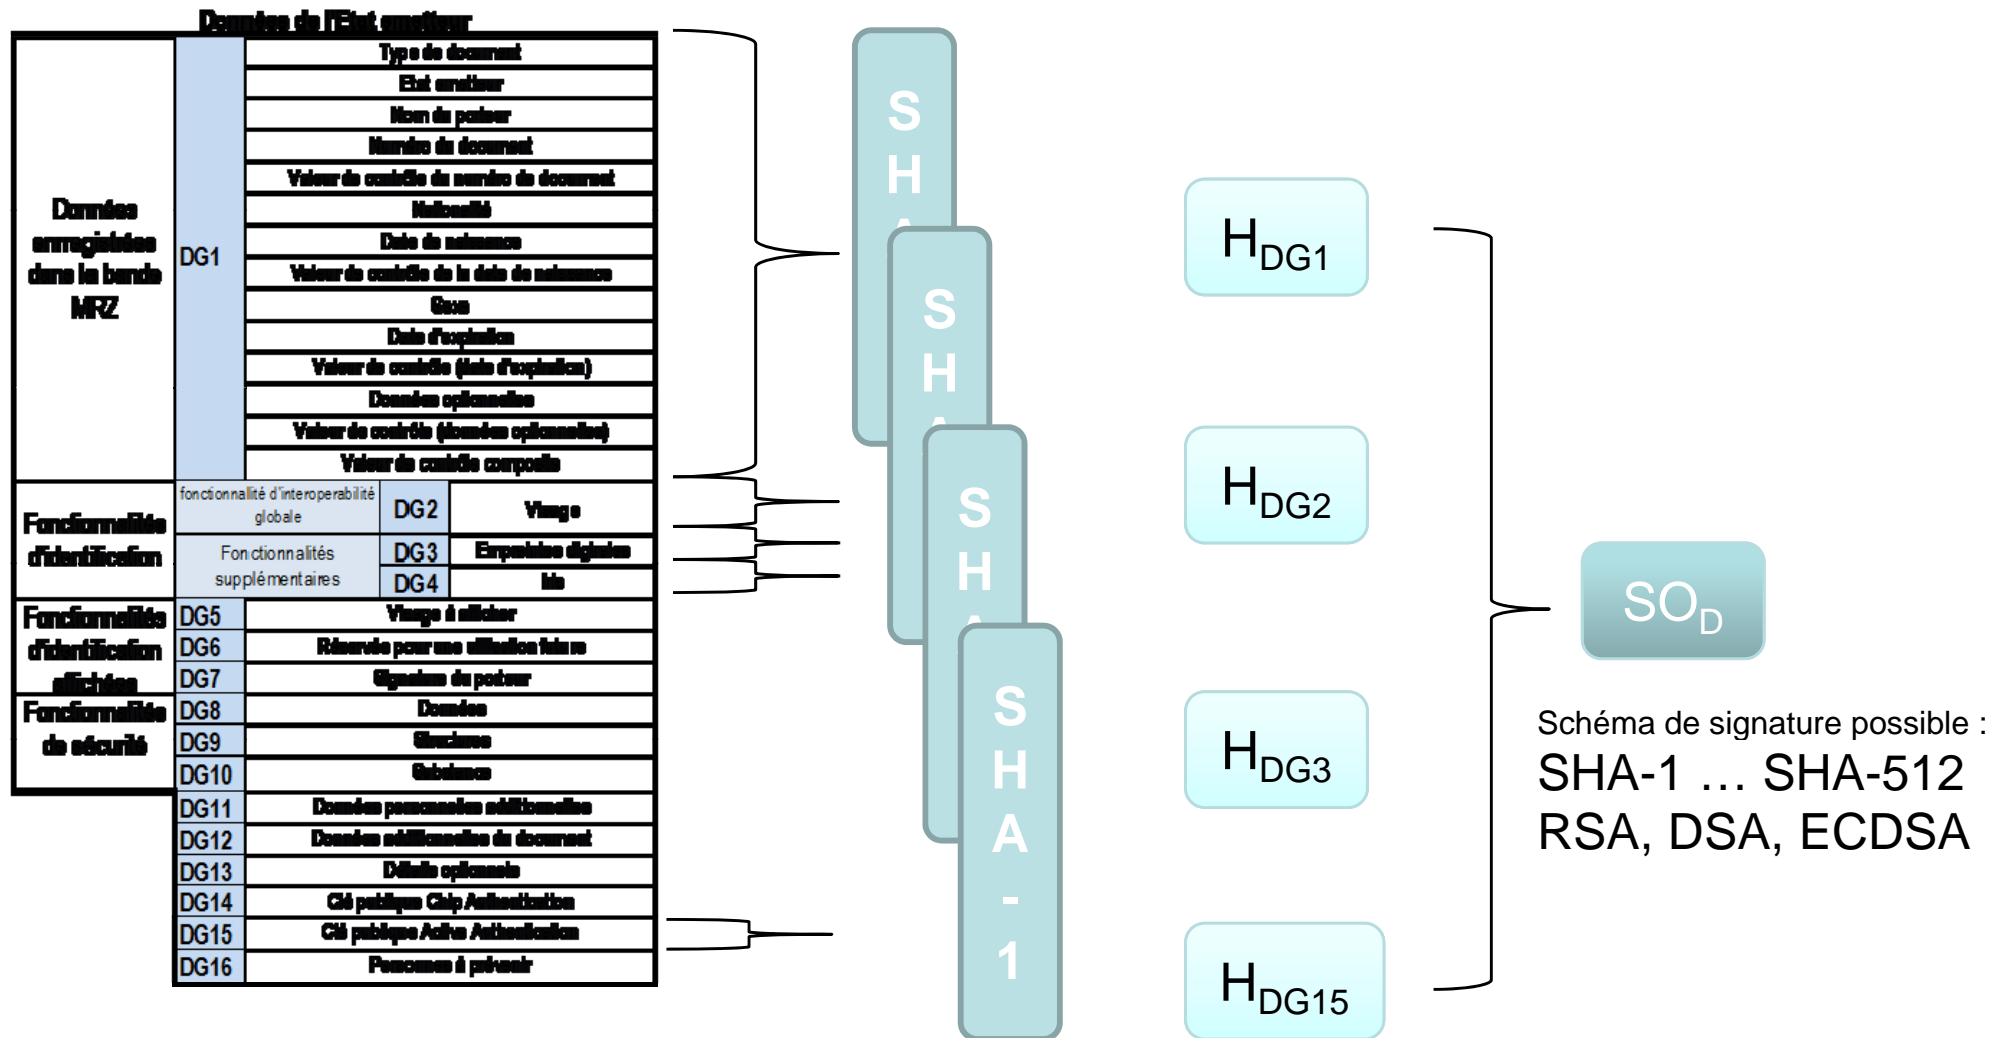 Données de l'Etat emetteur
Données
enrregistrées
dans la bande
MRZ
DG1
Type de document
Etat emetteur
Nom du porteur
Numéro du document
Valeur de contrôle du numéro de document
Nationalité
Date de naissance
Valeur de contrôle de la date de naissance
Sexe
Date d'expiration
Valeur de contrôle (date d'expiration)
Données optionnelles
Valeur de contrôle (données optionnelles)
Valeur de contrôle composite
Fonctionnalités
d'identification
fonctionnalité d'interoperabilité
globale
DG2
Visage
Fonctionnalités
supplémentaires
DG3
Empreintes digitales
DG4
Iris
Fonctionnalités
d'identification
affichées
DG5
Visage à afficher
DG6
Réservée pour une utilisation future
DG7
Signature du porteur
Fonctionnalités
de sécurité
DG8
Données
DG9
Structures
DG10
Substance
DG11
Données personnelles additionnelles
DG12
Données additionnelles du document
DG13
Détails optionnels
DG14
Clé publique Chip Authentication
DG15
Clé publique Active Authentication
DG16
Personnes à prévenir
S
H
A
S
H
A
S
H
A
S
H
A
-
1
HDG1
HDG2
HDG3
HDG15
SOD
Schéma de signature possible :
SHA-1 … SHA-512
RSA, DSA, ECDSA